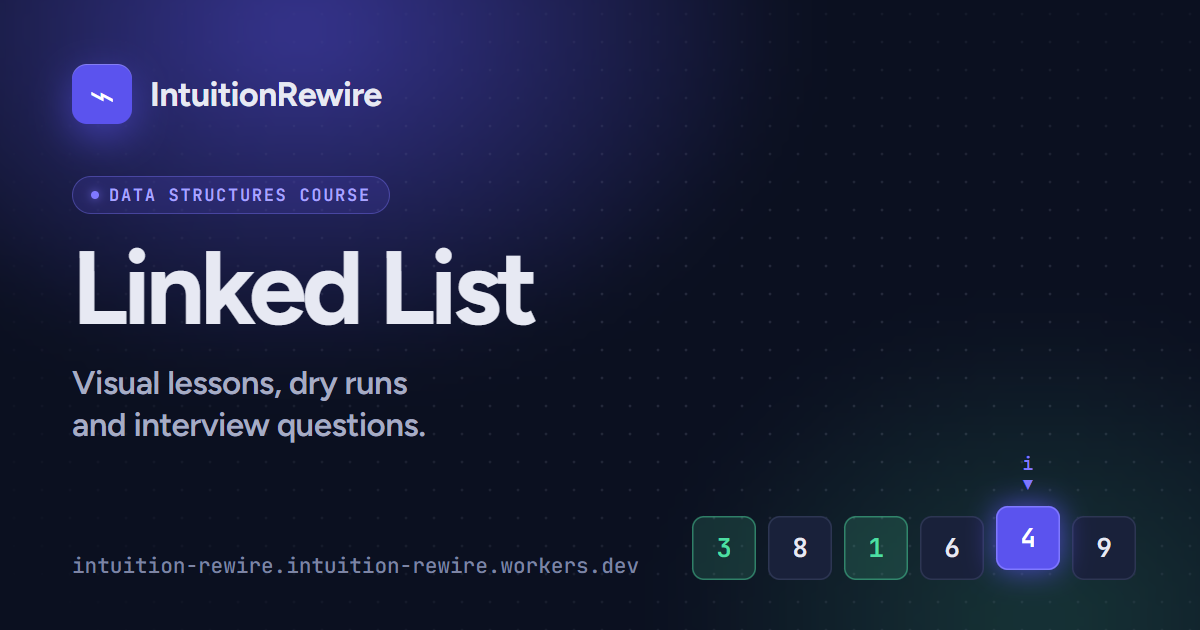 IntuitionRewire
DATA STRUCTURES COURSE
Linked List
Visual lessons, dry runs
and interview questions.
i
3 8 1 6 4 9
intuition-rewire.intuition-rewire.workers.dev